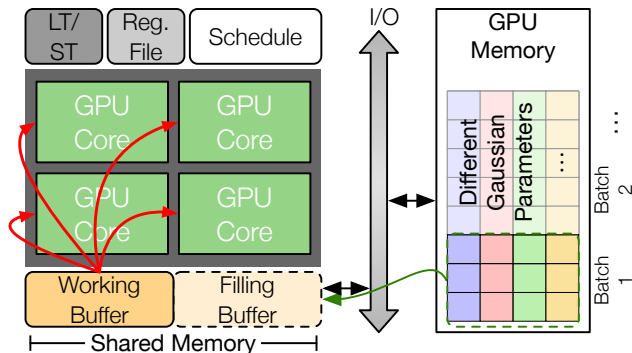 LT/
ST
Reg.
File
Schedule
I/O
GPU
Memory
GPU
Core
GPU
Core
GPU
Core
GPU
Core
Different
Gaussian
Parameters
...
...
Batch
2
Batch
1
Working
Buffer
Filling
Buffer
Shared Memory